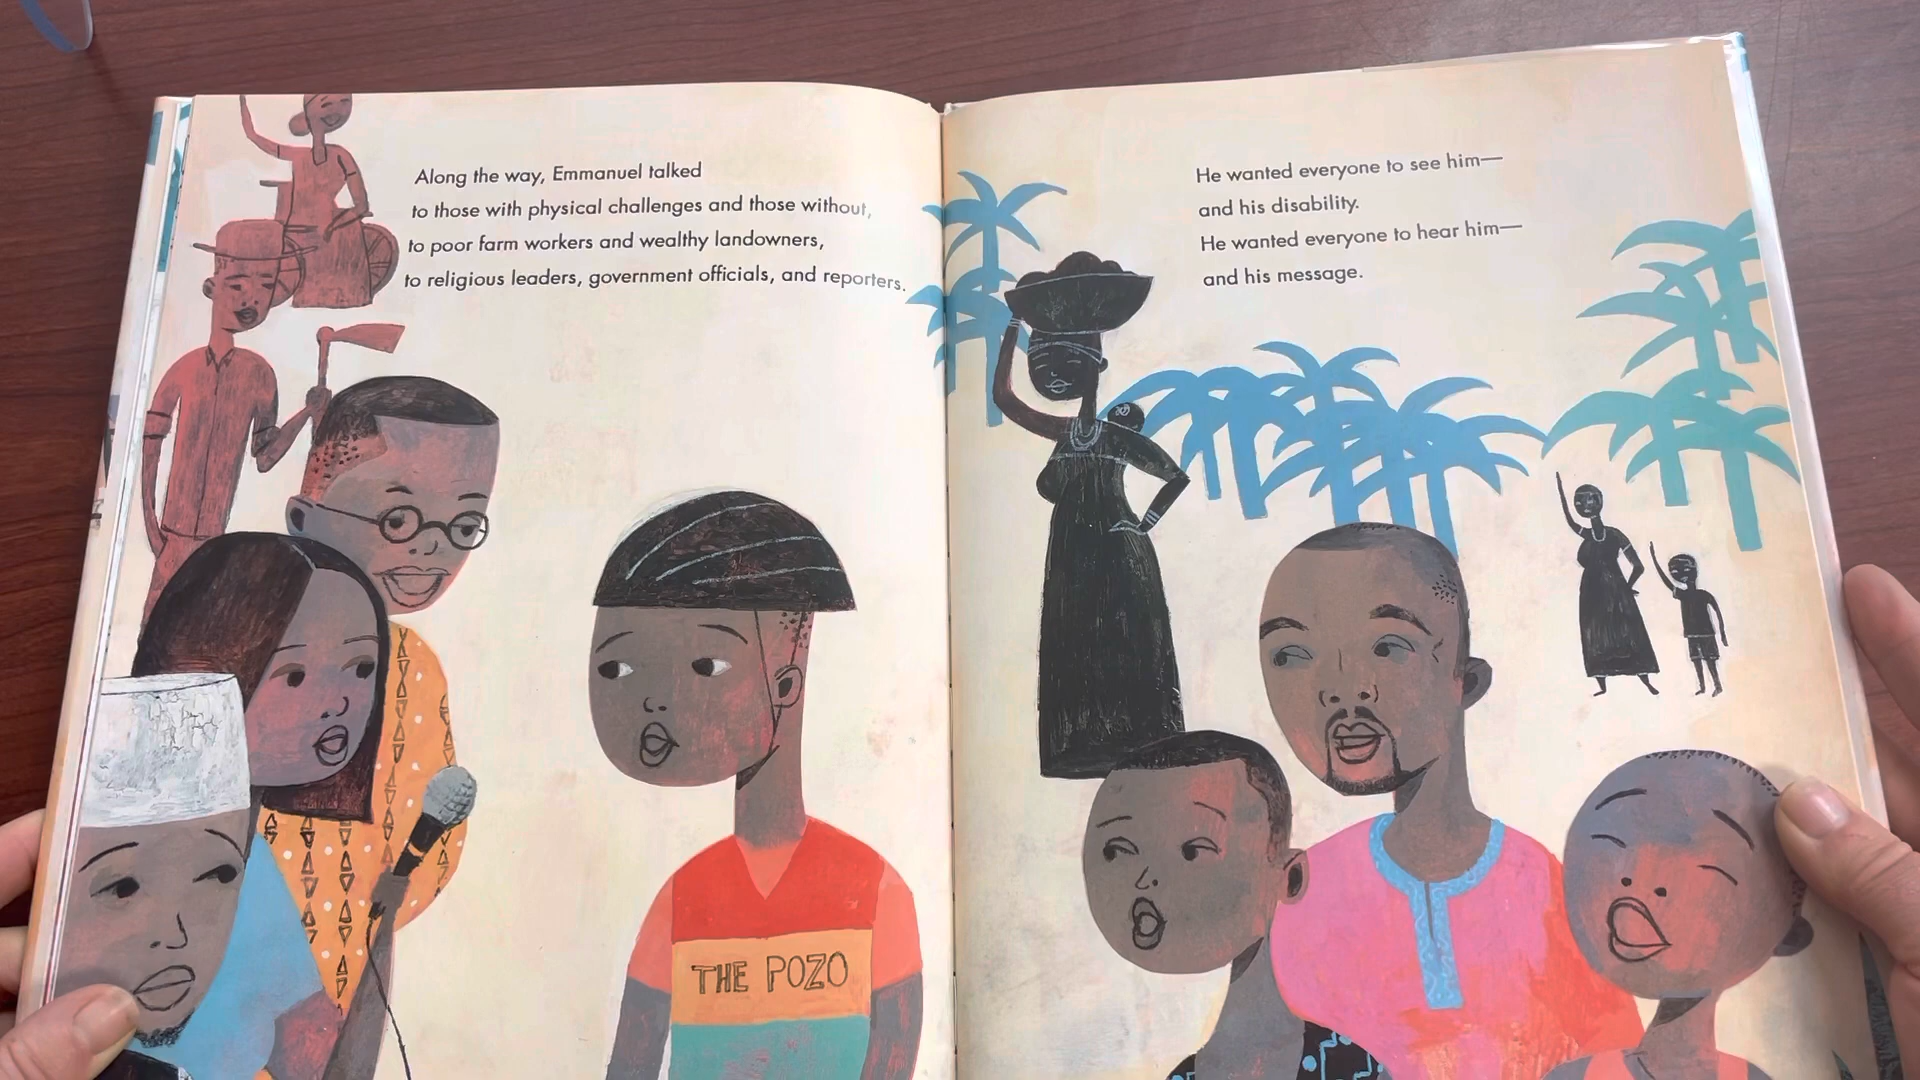 Along the way, Emmanuel talked
to those with physical challenges and those without,
to poor farm workers and wealthy landowners,
to religious leaders, government officials, and reporters.
THE POZO
He wanted everyone to see him—
and his disability.
He wanted everyone to hear him—
and his message.